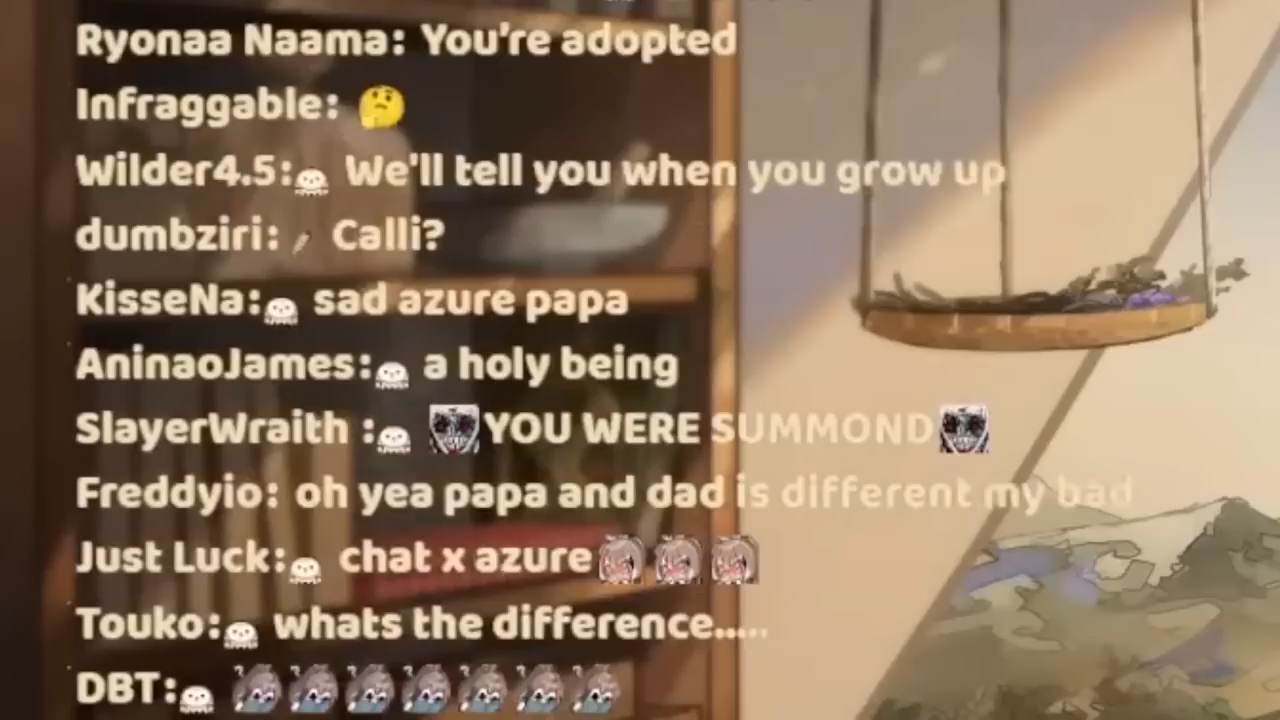 Ryonaa Naama: You're adopted
Infraggable: 🤔
Wilder4.5: We'll tell you when you grow up
dumbziri: Calli?
KisseNa: sad azure papa
AninaoJames: a holy being
SlayerWraith : YOU WERE SUMMOND
Freddyio: oh yea papa and dad is different my bad
Just Luck: chat x azure
Touko: whats the difference.....
DBT: